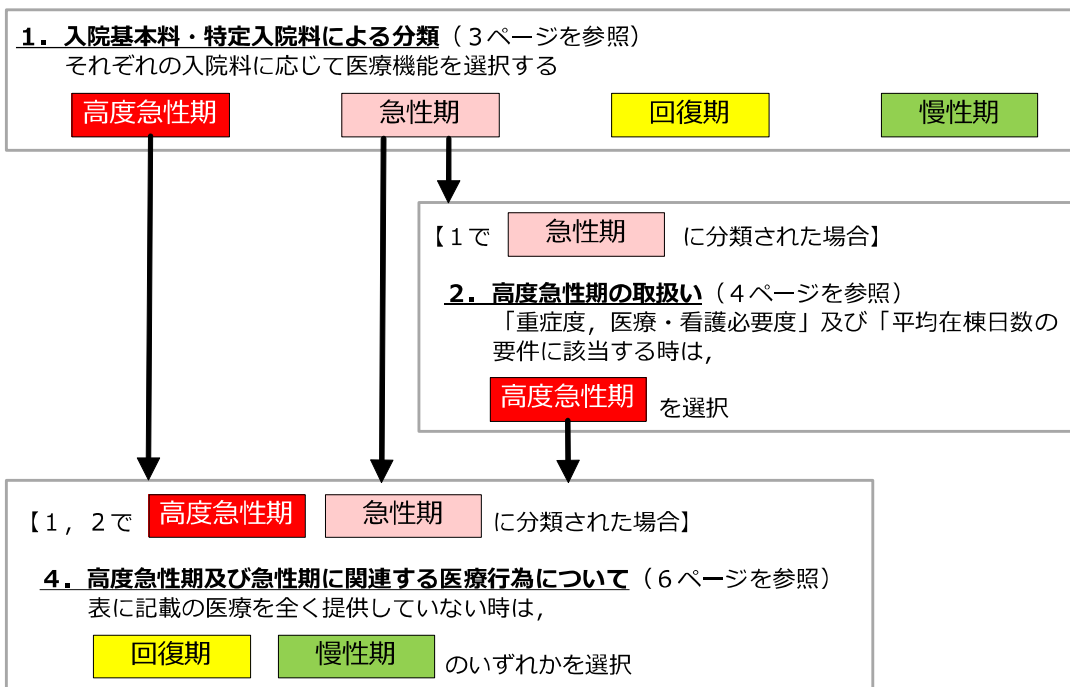 1．入院基本料・特定入院料による分類（3ページを参照）
それぞれの入院料に応じて医療機能を選択する
高度急性期 急性期 回復期 慢性期
【1で 急性期 に分類された場合】
2．高度急性期の取扱い（4ページを参照）
「重症度，医療・看護必要度」及び「平均在棟日数の
要件に該当する時は，
高度急性期 を選択
【1，2で 高度急性期 急性期 に分類された場合】
4．高度急性期及び急性期に関連する医療行為について（6ページを参照）
表に記載の医療を全く提供していない時は，
回復期 慢性期 のいずれかを選択